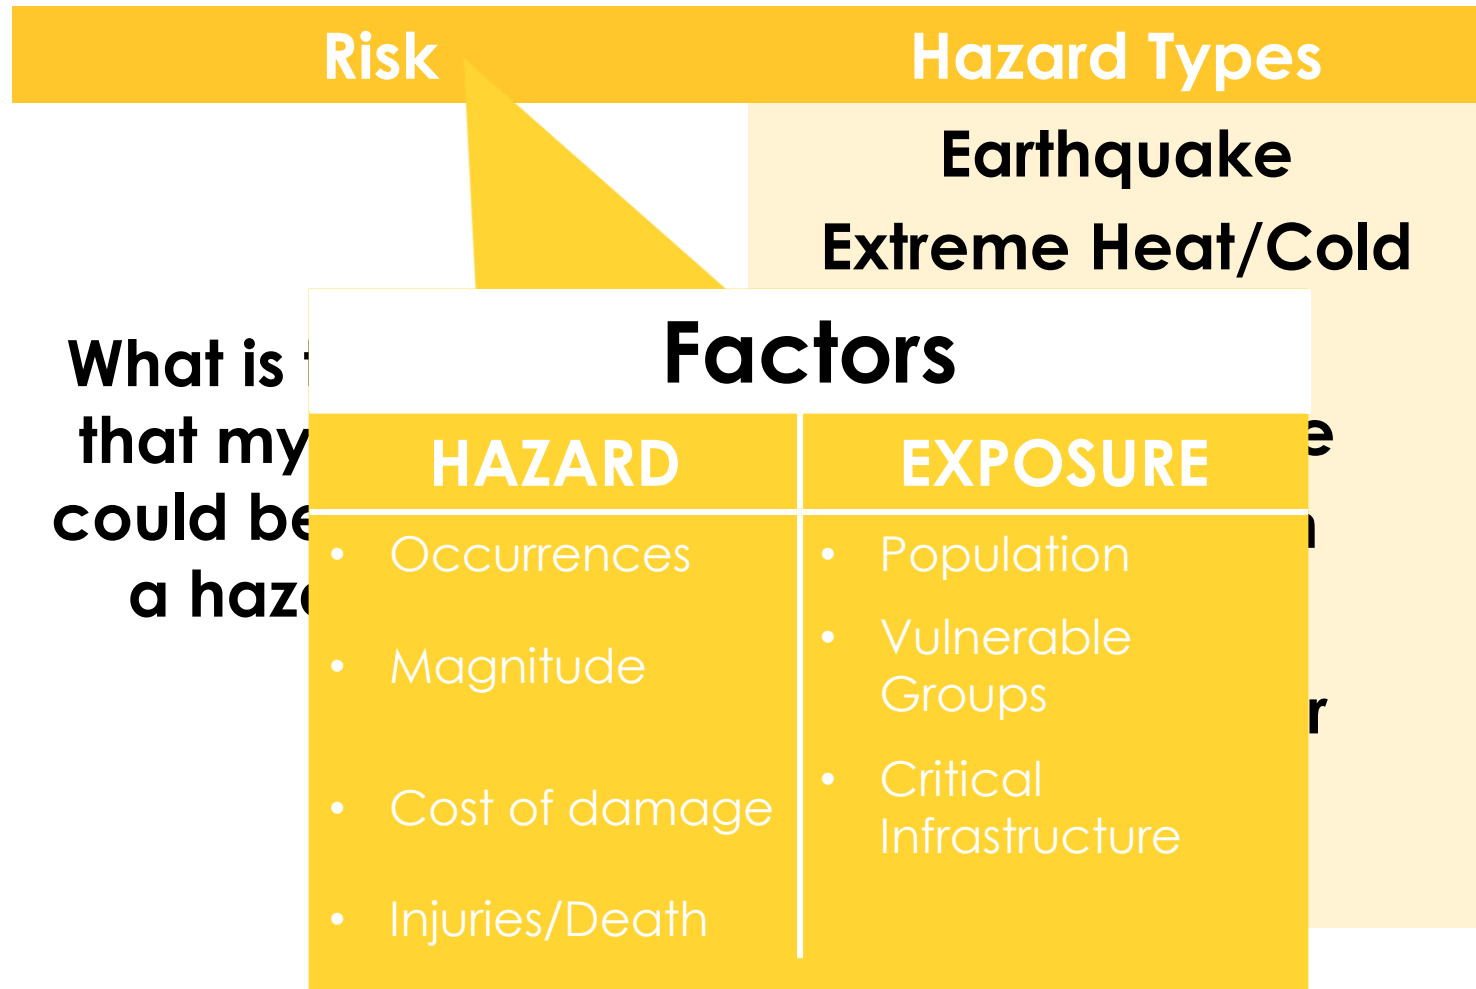 Risk
Hazard Types
Earthquake
Extreme Heat/Cold
What is
that my
could be
a
Factors
HAZARD
EXPOSURE
• Occurrences
• Magnitude
• Cost of damage
• Injuries/Death
• Population
• Vulnerable
Groups
• Critical
Infrastructure